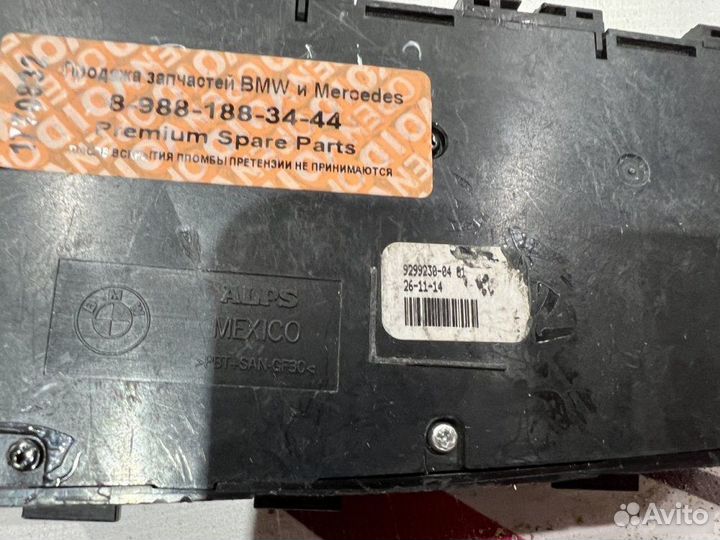 Продажа запчастей BMW и Mercedes
8-988-188-34-44
Premium Spare Parts
ПОСЛЕ ВСКРЫТИЯ ПЛОМБЫ ПРЕТЕНЗИИ НЕ ПРИНИМАЮТСЯ
9299230-04 01
26-11-14
BMW
ALPS
MEXICO
>PBT+SAN-GF30<
Avito